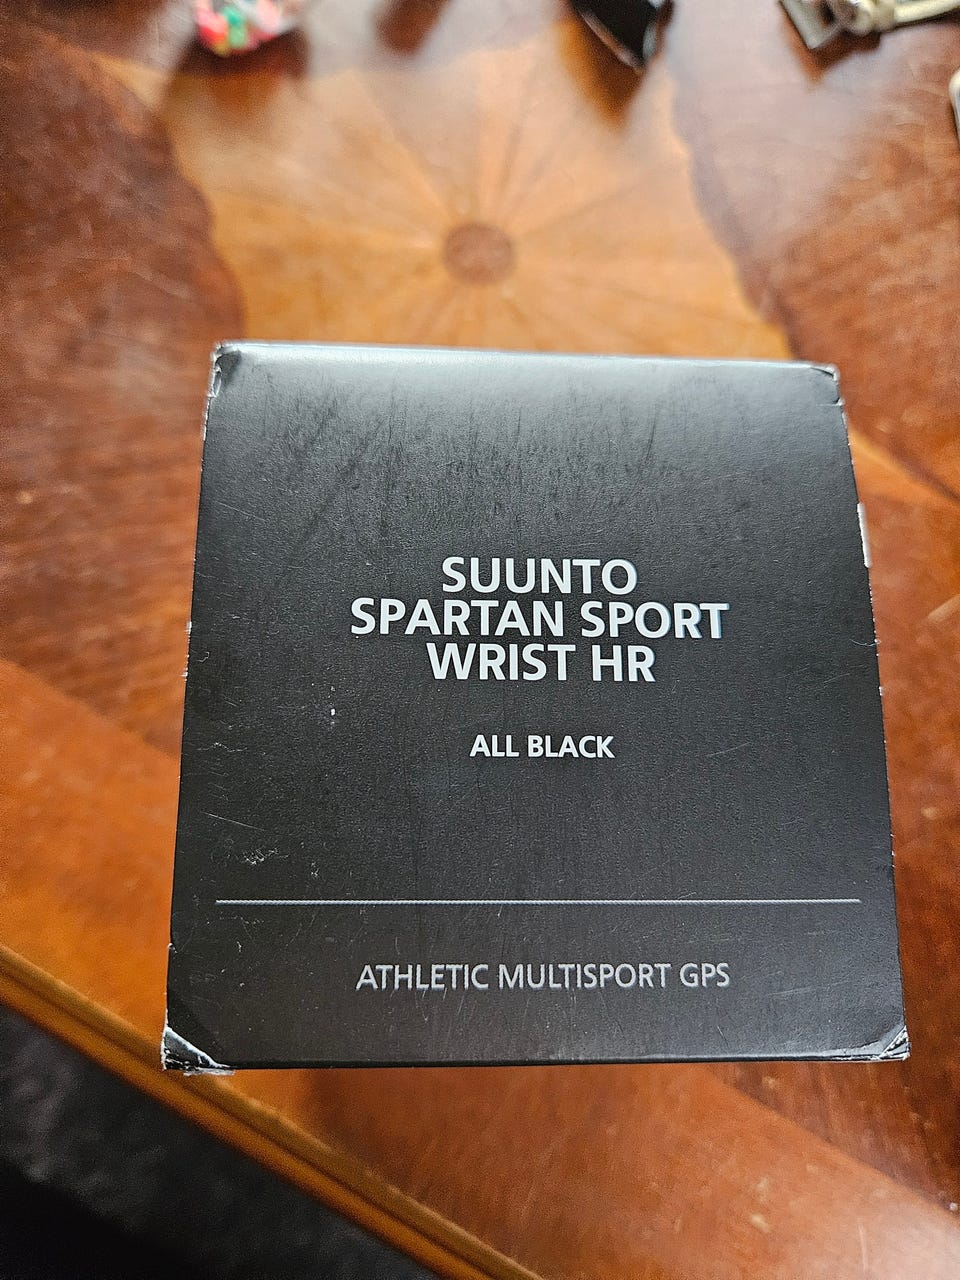 SUUNTO
SPARTAN SPORT
WRIST HR
ALL BLACK
ATHLETIC MULTISPORT GPS